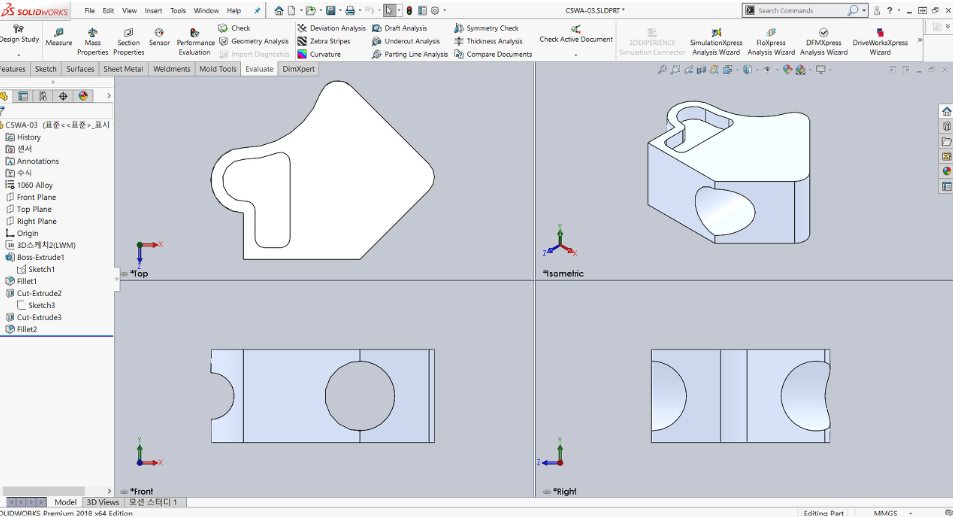 SOLIDWORKS
File Edit View Insert Tools Window Help
CSWA-03.SLDPRT *
Search Commands
Design Study
Measure
Mass Properties
Section Properties
Sensor
Performance Evaluation
Check
Geometry Analysis
Import Diagnostics
Deviation Analysis
Zebra Stripes
Curvature
Draft Analysis
Undercut Analysis
Parting Line Analysis
Symmetry Check
Thickness Analysis
Compare Documents
Check Active Document
3DEXPERIENCE Simulation Connector
SimulationXpress Analysis Wizard
FloXpress Analysis Wizard
DFMXpress Analysis Wizard
DriveWorksXpress Wizard
Features Sketch Surfaces Sheet Metal Weldments Mold Tools Evaluate DimXpert
CSWA-03 (표준<<표준>_표시
History
센서
Annotations
수식
1060 Alloy
Front Plane
Top Plane
Right Plane
Origin
3D스케치2(LWM)
Boss-Extrude1
Sketch1
Fillet1
Cut-Extrude2
Sketch3
Cut-Extrude3
Fillet2
X
Z
*Top
Y
Z
X
*Isometric
Y
X
*Front
Y
Z
*Right
Model 3D Views 모션 스터디 1
SOLIDWORKS Premium 2018 x64 Edition
Editing Part
MMGS